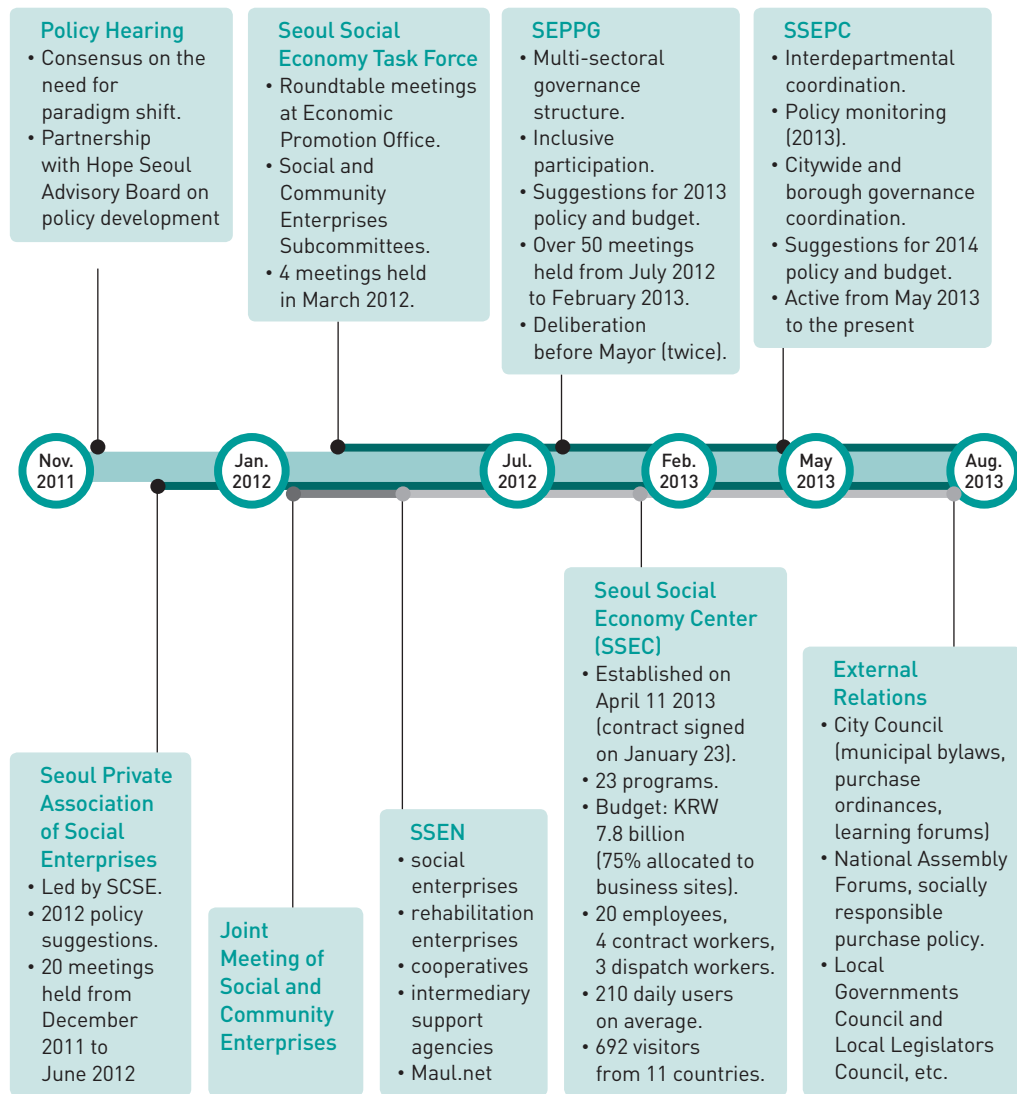 Policy Hearing
• Consensus on the
need for
paradigm shift.
• Partnership
with Hope Seoul
Advisory Board on
policy development
Seoul Social
Economy Task Force
• Roundtable meetings
at Economic
Promotion Office.
• Social and
Community
Enterprises
Subcommittees.
• 4 meetings held
in March 2012.
SEPPG
• Multi-sectoral
governance
structure.
• Inclusive
participation.
• Suggestions for 2013
policy and budget.
• Over 50 meetings
held from July 2012
to February 2013.
• Deliberation
before Mayor (twice).
SSEPC
• Interdepartmental
coordination.
• Policy monitoring
(2013).
• Citywide and
borough governance
coordination.
• Suggestions for 2014
policy and budget.
• Active from May 2013
to the present
Nov.
2011
Jan.
2012
Jul.
2012
Feb.
2013
May
2013
Aug.
2013
Seoul Private
Association
of Social
Enterprises
• Led by SCSE.
• 2012 policy
suggestions.
• 20 meetings
held from
December
2011 to
June 2012
Joint
Meeting of
Social and
Community
Enterprises
SSEN
• social
enterprises
• rehabilitation
enterprises
• cooperatives
• intermediary
support
agencies
• Maul.net
Seoul Social
Economy Center
(SSEC)
• Established on
April 11 2013
(contract signed
on January 23).
• 23 programs.
• Budget: KRW
7.8 billion
(75% allocated to
business sites).
• 20 employees,
4 contract workers,
3 dispatch workers.
• 210 daily users
on average.
• 692 visitors
from 11 countries.
External
Relations
• City Council
(municipal bylaws,
purchase
ordinances,
learning forums)
• National Assembly
Forums, socially
responsible
purchase policy.
• Local
Governments
Council and
Local Legislators
Council, etc.